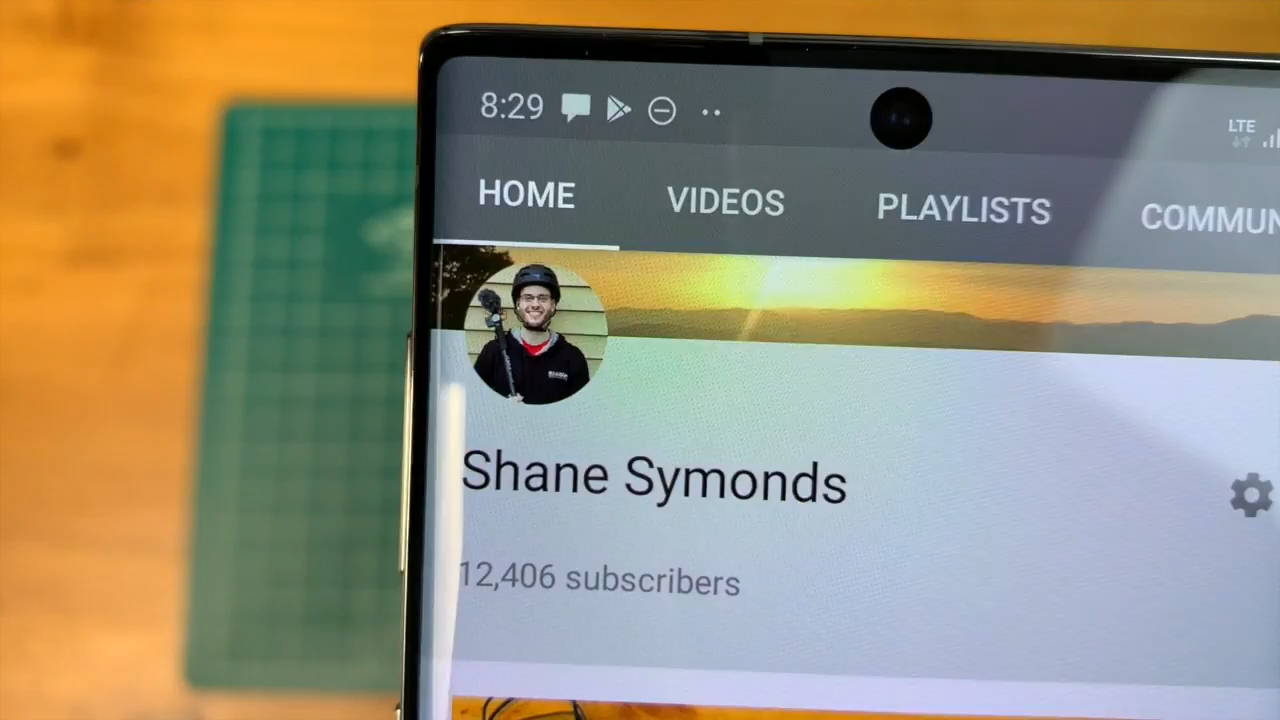 8:29
LTE
HOME VIDEOS PLAYLISTS COMMUN
Shane Symonds
12,406 subscribers